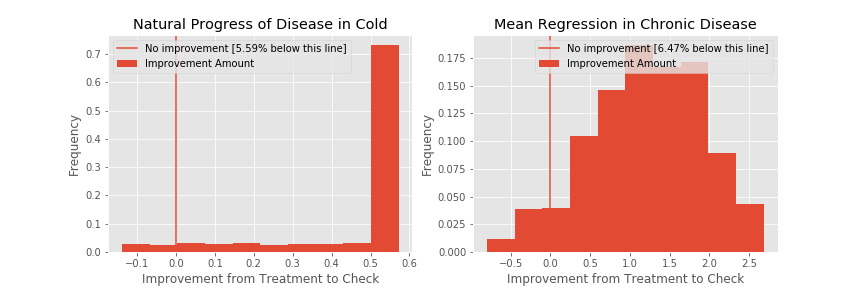 Natural Progress of Disease in Cold
No improvement [5.59% below this line]
Improvement Amount
0.7
0.6
0.5
0.4
0.3
0.2
0.1
0.0
Frequency
−0.1 0.0 0.1 0.2 0.3 0.4 0.5 0.6
Improvement from Treatment to Check
Mean Regression in Chronic Disease
No improvement [6.47% below this line]
Improvement Amount
0.175
0.150
0.125
0.100
0.075
0.050
0.025
0.000
Frequency
−0.5 0.0 0.5 1.0 1.5 2.0 2.5
Improvement from Treatment to Check